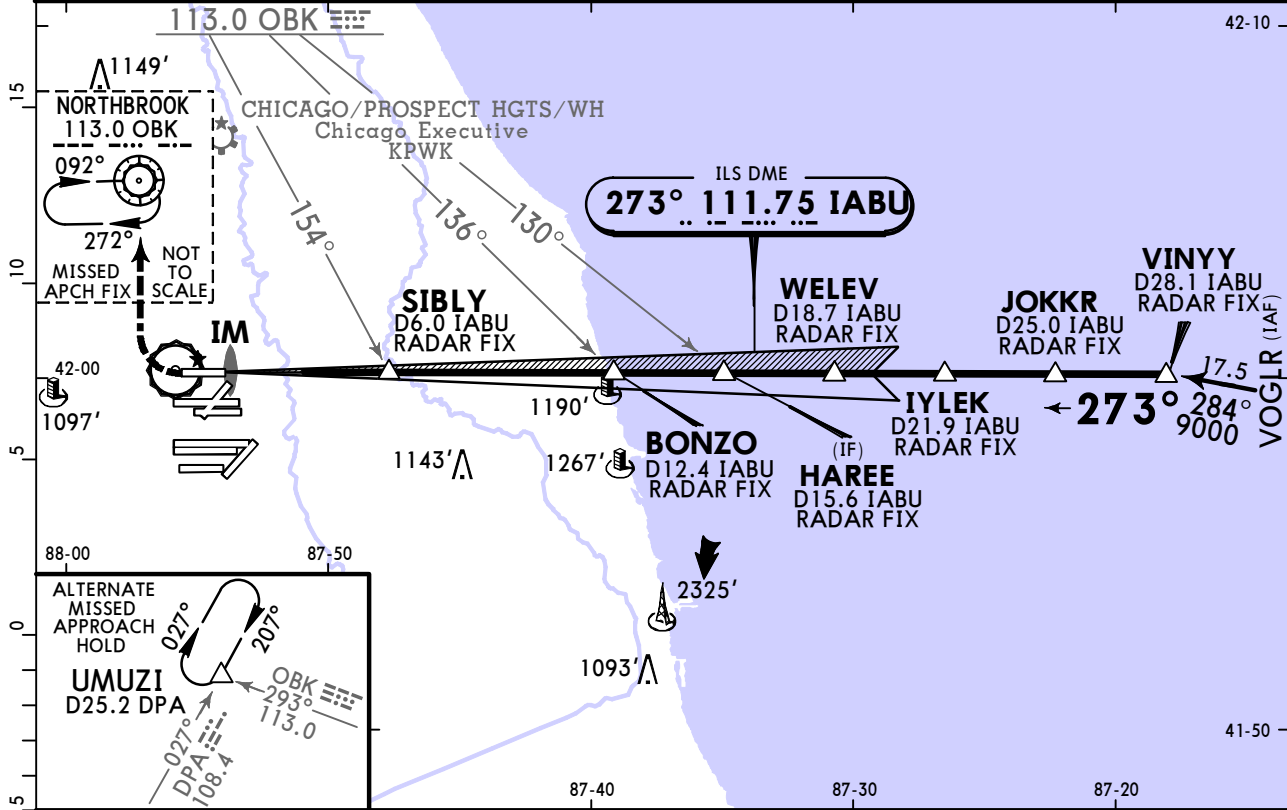 113.0 OBK
42-10
1149'
NORTHBROOK
113.0 OBK
092°
272°
MISSED
APCH FIX
NOT
TO
SCALE
CHICAGO/PROSPECT HGTS/WH
Chicago Executive
KPWK
154°
136°
130°
ILS DME
273° 111.75 IABU
15
10
5
0
5
IM
42-00
1097'
SIBLY
D6.0 IABU
RADAR FIX
WELEV
D18.7 IABU
RADAR FIX
JOKKR
D25.0 IABU
RADAR FIX
VINYY
D28.1 IABU
RADAR FIX
VOGLR (IAF)
17.5
284°
9000
273°
1190'
1143'
1267'
BONZO
D12.4 IABU
RADAR FIX
(IF)
HAREE
D15.6 IABU
RADAR FIX
IYLEK
D21.9 IABU
RADAR FIX
88-00
87-50
2325'
1093'
ALTERNATE
MISSED
APPROACH
HOLD
027°
207°
UMUZI
D25.2 DPA
OBK
293°
113.0
027°
DPA
108.4
41-50
87-40
87-30
87-20